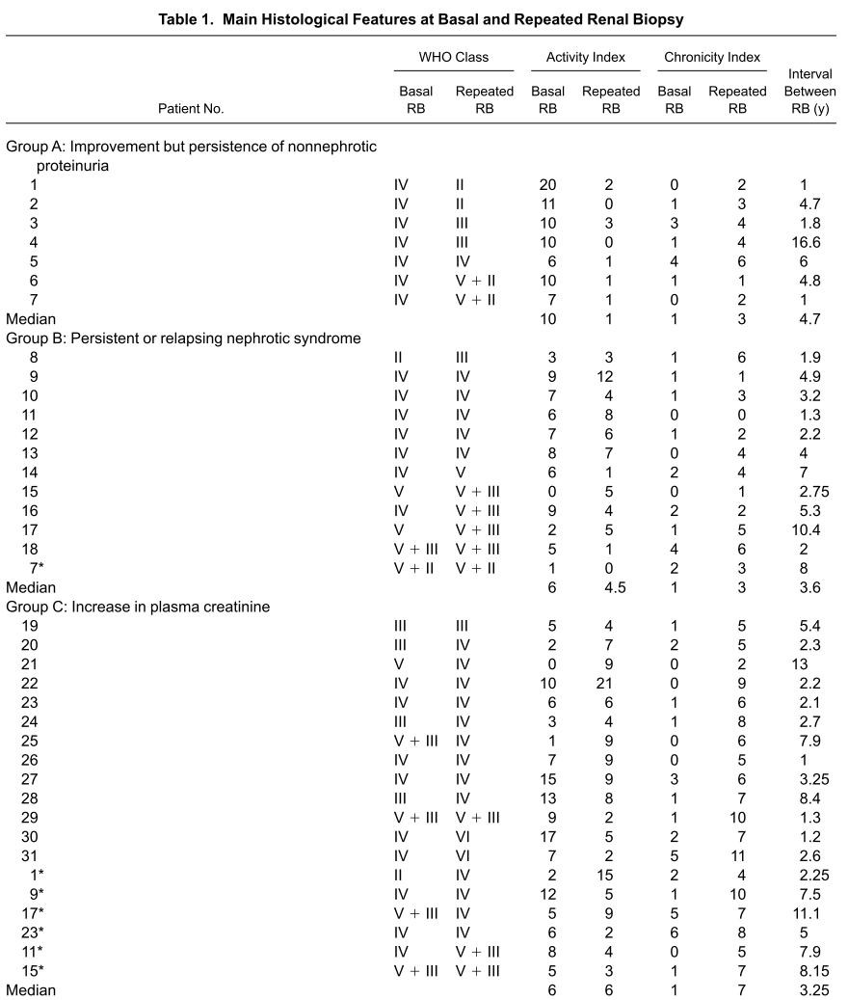 Table 1. Main Histological Features at Basal and Repeated Renal Biopsy
WHO Class Activity Index Chronicity Index
Patient No. Basal RB Repeated RB Basal RB Repeated RB Basal RB Repeated RB Interval Between RB (y)
Group A: Improvement but persistence of nonnephrotic
proteinuria
1 IV II 20 2 0 2 1
2 IV II 11 0 1 3 4.7
3 IV III 10 3 3 4 1.8
4 IV III 10 0 1 4 16.6
5 IV IV 6 1 4 6 6
6 IV V + II 10 1 1 1 4.8
7 IV V + II 7 1 0 2 1
Median 10 1 1 3 4.7
Group B: Persistent or relapsing nephrotic syndrome
8 II III 3 3 1 6 1.9
9 IV IV 9 12 1 1 4.9
10 IV IV 7 4 1 3 3.2
11 IV IV 6 8 0 0 1.3
12 IV IV 7 6 1 2 2.2
13 IV IV 8 7 0 4 4
14 IV V 6 1 2 4 7
15 V V + III 0 5 0 1 2.75
16 IV V + III 9 4 2 2 5.3
17 V V + III 2 5 1 5 10.4
18 V + III V + III 5 1 4 6 2
7* V + II V + II 1 0 2 3 8
Median 6 4.5 1 3 3.6
Group C: Increase in plasma creatinine
19 III III 5 4 1 5 5.4
20 III IV 2 7 2 5 2.3
21 V IV 0 9 0 2 13
22 IV IV 10 21 0 9 2.2
23 IV IV 6 6 1 6 2.1
24 III IV 3 4 1 8 2.7
25 V + III IV 1 9 0 6 7.9
26 IV IV 7 9 0 5 1
27 IV IV 15 9 3 6 3.25
28 III IV 13 8 1 7 8.4
29 V + III V + III 9 2 1 10 1.3
30 IV VI 17 5 2 7 1.2
31 IV VI 7 2 5 11 2.6
1* II IV 2 15 2 4 2.25
9* IV IV 12 5 1 10 7.5
17* V + III IV 5 9 5 7 11.1
23* IV IV 6 2 6 8 5
11* IV V + III 8 4 0 5 7.9
15* V + III V + III 5 3 1 7 8.15
Median 6 6 1 7 3.25